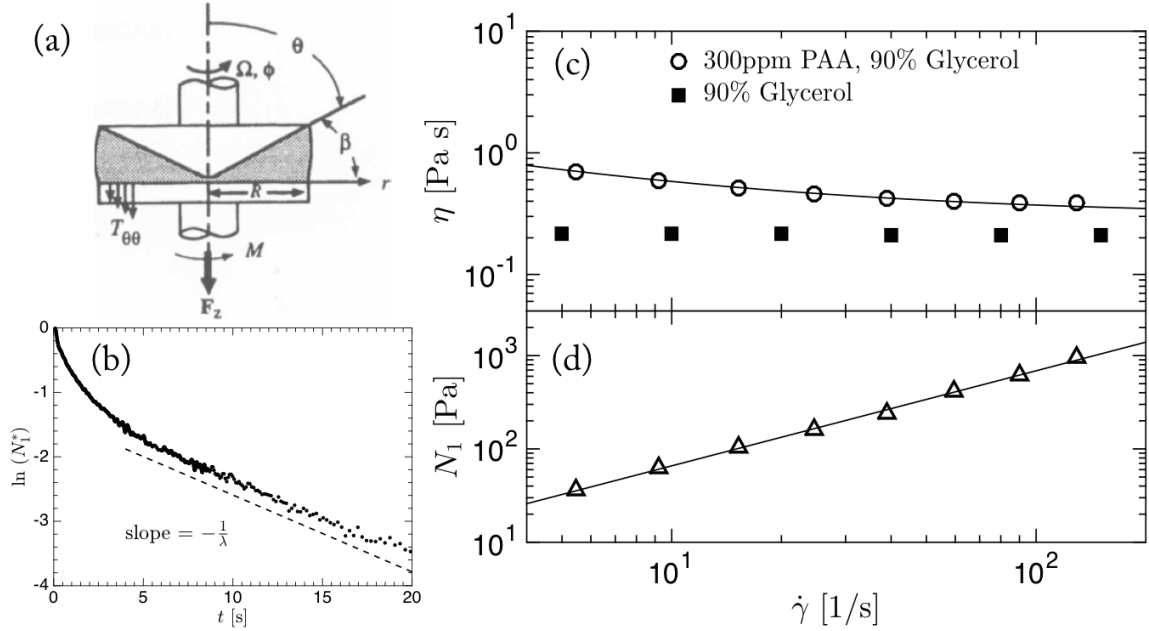 (a)
θ
Ω, ϕ
β
r
R
T_θθ
M
F_z
(b)
0
-1
-2
-3
-4
ln (N₁*)
slope = −1/λ
0 5 10 15 20
t [s]
(c)
10¹
10⁰
10⁻¹
η [Pa s]
300ppm PAA, 90% Glycerol
90% Glycerol
(d)
10³
10²
10¹
N₁ [Pa]
10¹ 10²
γ̇ [1/s]